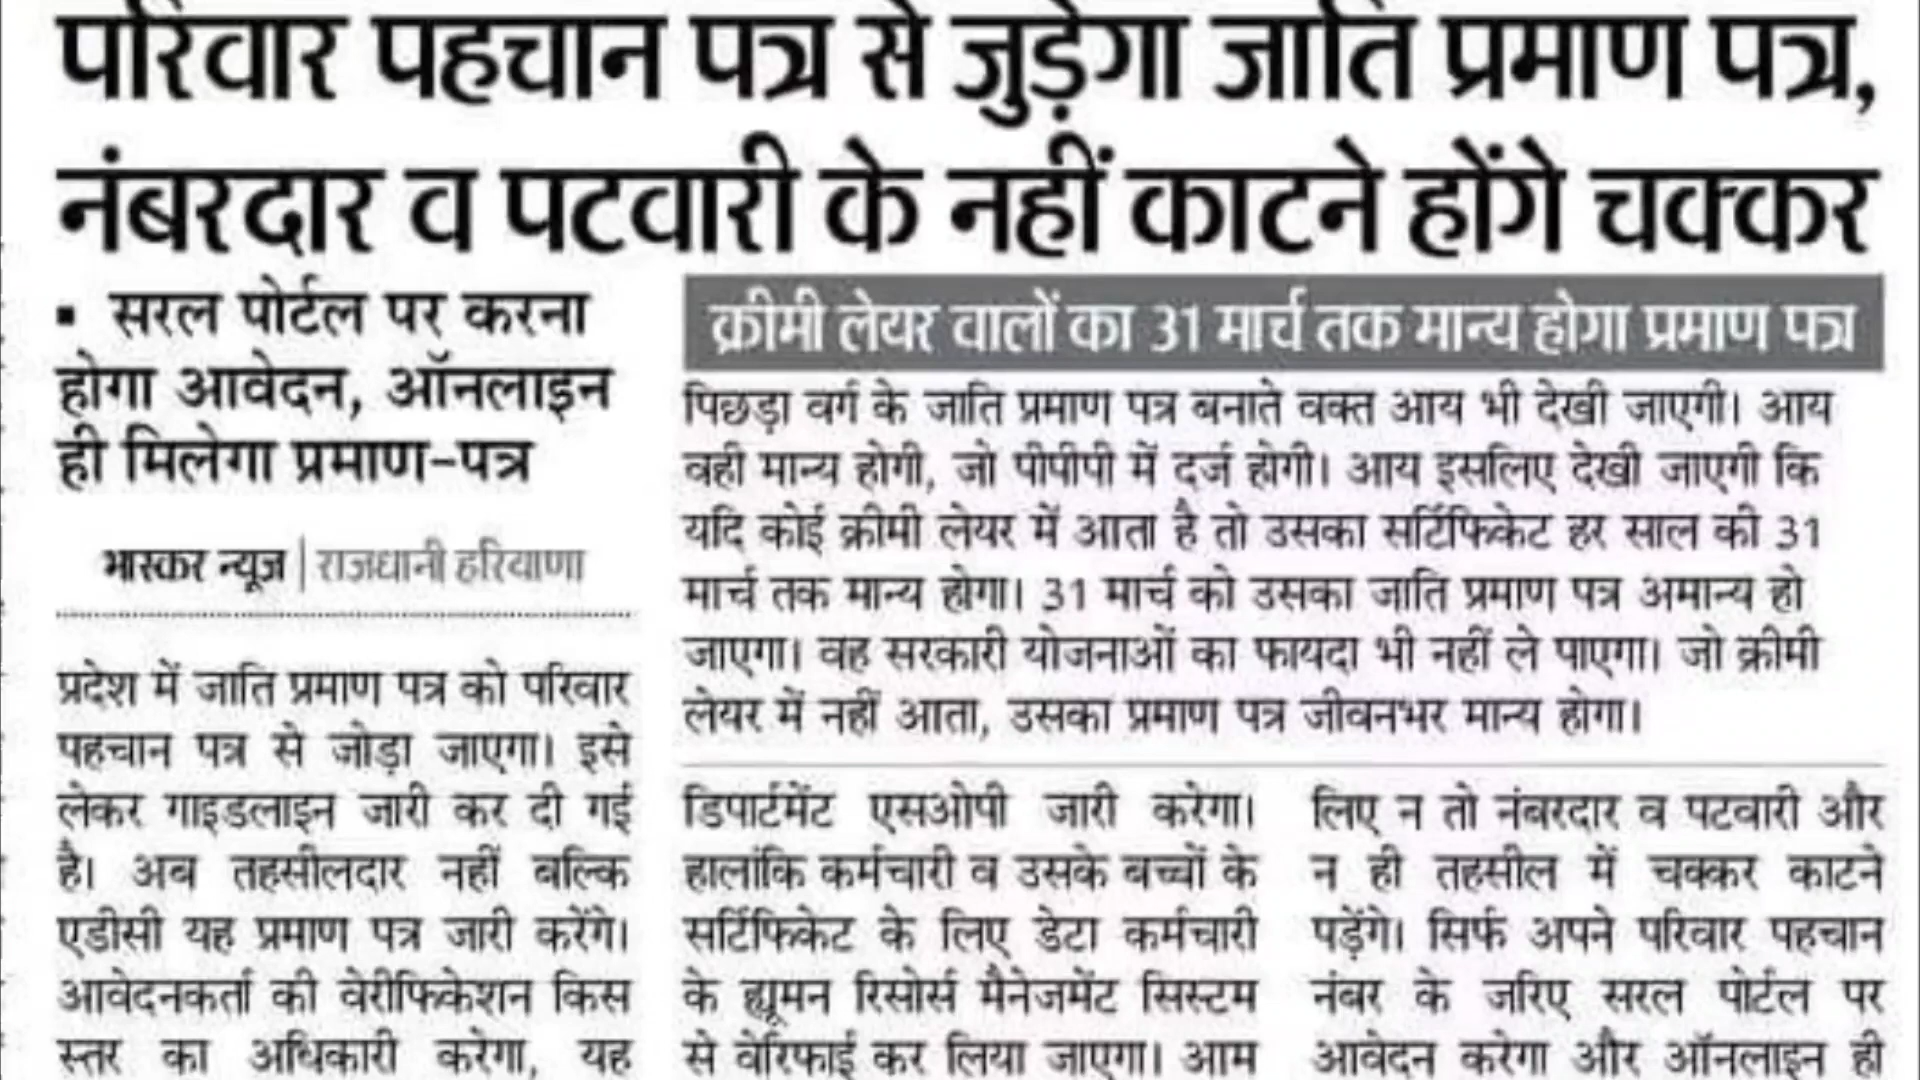 परिवार पहचान पत्र से जुड़ेगा जाति प्रमाण पत्र,
नंबरदार व पटवारी के नहीं काटने होंगे चक्कर
▪ सरल पोर्टल पर करना
होगा आवेदन, ऑनलाइन
ही मिलेगा प्रमाण-पत्र
भास्कर न्यूज | राजधानी हरियाणा
प्रदेश में जाति प्रमाण पत्र को परिवार
पहचान पत्र से जोड़ा जाएगा। इसे
लेकर गाइडलाइन जारी कर दी गई
है। अब तहसीलदार नहीं बल्कि
एडीसी यह प्रमाण पत्र जारी करेंगे।
आवेदनकर्ता की वेरीफिकेशन किस
स्तर का अधिकारी करेगा, यह
क्रीमी लेयर वालों का 31 मार्च तक मान्य होगा प्रमाण पत्र
पिछड़ा वर्ग के जाति प्रमाण पत्र बनाते वक्त आय भी देखी जाएगी। आय
वही मान्य होगी, जो पीपीपी में दर्ज होगी। आय इसलिए देखी जाएगी कि
यदि कोई क्रीमी लेयर में आता है तो उसका सर्टिफिकेट हर साल की 31
मार्च तक मान्य होगा। 31 मार्च को उसका जाति प्रमाण पत्र अमान्य हो
जाएगा। वह सरकारी योजनाओं का फायदा भी नहीं ले पाएगा। जो क्रीमी
लेयर में नहीं आता, उसका प्रमाण पत्र जीवनभर मान्य होगा।
डिपार्टमेंट एसओपी जारी करेगा।
हालांकि कर्मचारी व उसके बच्चों के
सर्टिफिकेट के लिए डेटा कर्मचारी
के ह्यूमन रिसोर्स मैनेजमेंट सिस्टम
से वेरिफाई कर लिया जाएगा। आम
लिए न तो नंबरदार व पटवारी और
न ही तहसील में चक्कर काटने
पड़ेंगे। सिर्फ अपने परिवार पहचान
नंबर के जरिए सरल पोर्टल पर
आवेदन करेगा और ऑनलाइन ही